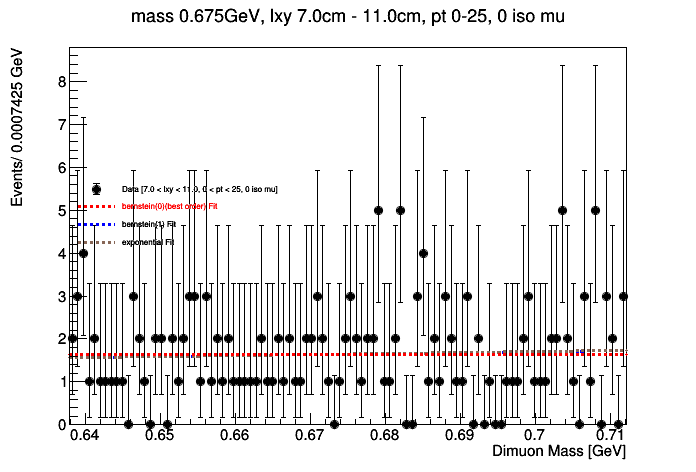 mass 0.675GeV, lxy 7.0cm - 11.0cm, pt 0-25, 0 iso mu
Events/ 0.0007425 GeV
8
7
6
5
4
3
2
1
0
Data [7.0 < lxy < 11.0, 0 < pt < 25, 0 iso mu]
bernstein(0)(best order) Fit
bernstein(1) Fit
exponential Fit
0.64 0.65 0.66 0.67 0.68 0.69 0.7 0.71
Dimuon Mass [GeV]